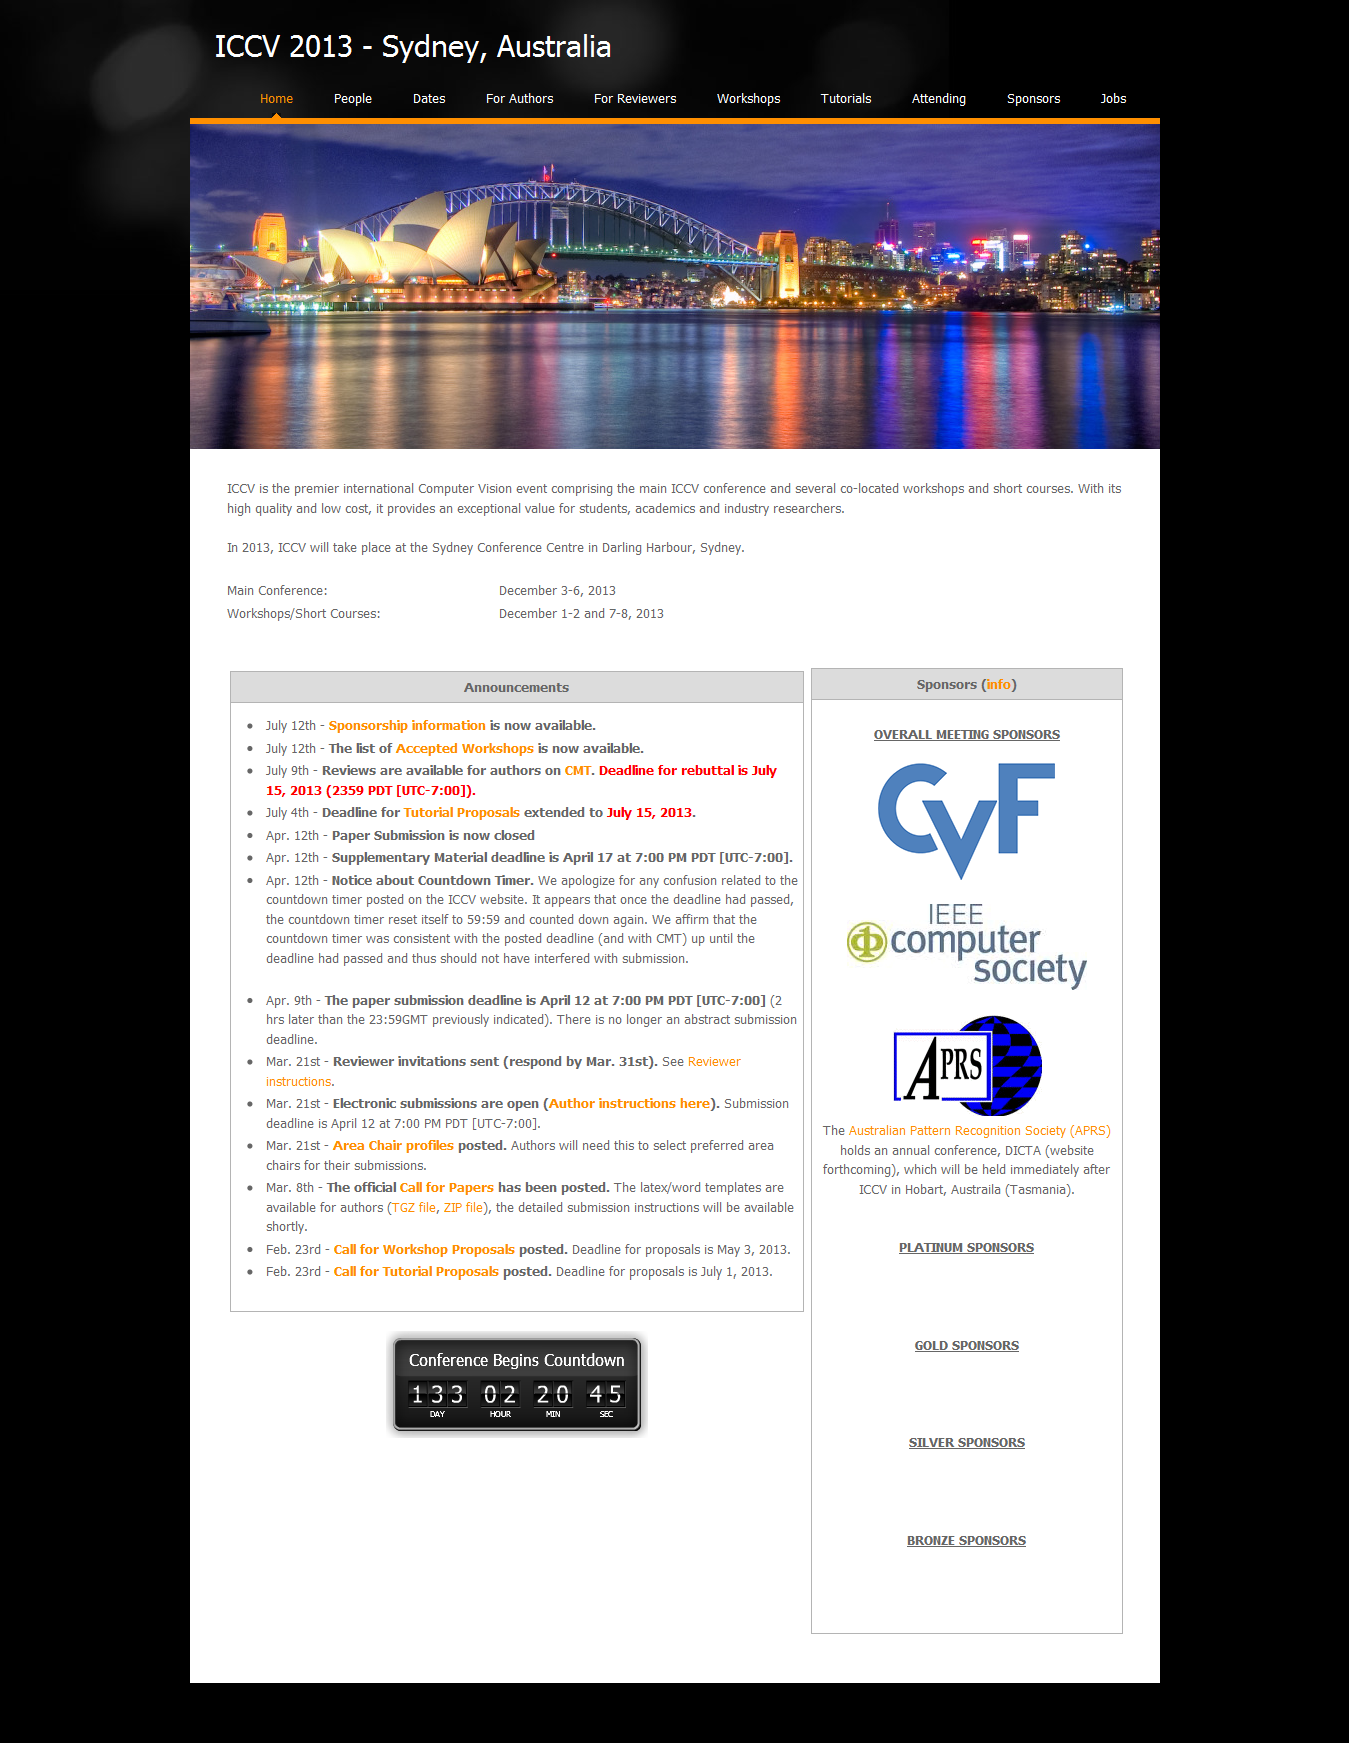 ICCV 2013 - Sydney, Australia
Home People Dates For Authors For Reviewers Workshops Tutorials Attending Sponsors Jobs
ICCV is the premier international Computer Vision event comprising the main ICCV conference and several co-located workshops and short courses. With its
high quality and low cost, it provides an exceptional value for students, academics and industry researchers.
In 2013, ICCV will take place at the Sydney Conference Centre in Darling Harbour, Sydney.
Main Conference: December 3-6, 2013
Workshops/Short Courses: December 1-2 and 7-8, 2013
Announcements
July 12th - Sponsorship information is now available.
July 12th - The list of Accepted Workshops is now available.
July 9th - Reviews are available for authors on CMT. Deadline for rebuttal is July
15, 2013 (2359 PDT [UTC-7:00]).
July 4th - Deadline for Tutorial Proposals extended to July 15, 2013.
Apr. 12th - Paper Submission is now closed
Apr. 12th - Supplementary Material deadline is April 17 at 7:00 PM PDT [UTC-7:00].
Apr. 12th - Notice about Countdown Timer. We apologize for any confusion related to the
countdown timer posted on the ICCV website. It appears that once the deadline had passed,
the countdown timer reset itself to 59:59 and counted down again. We affirm that the
countdown timer was consistent with the posted deadline (and with CMT) up until the
deadline had passed and thus should not have interfered with submission.
Apr. 9th - The paper submission deadline is April 12 at 7:00 PM PDT [UTC-7:00] (2
hrs later than the 23:59GMT previously indicated). There is no longer an abstract submission
deadline.
Mar. 21st - Reviewer invitations sent (respond by Mar. 31st). See Reviewer
instructions.
Mar. 21st - Electronic submissions are open (Author instructions here). Submission
deadline is April 12 at 7:00 PM PDT [UTC-7:00].
Mar. 21st - Area Chair profiles posted. Authors will need this to select preferred area
chairs for their submissions.
Mar. 8th - The official Call for Papers has been posted. The latex/word templates are
available for authors (TGZ file, ZIP file), the detailed submission instructions will be available
shortly.
Feb. 23rd - Call for Workshop Proposals posted. Deadline for proposals is May 3, 2013.
Feb. 23rd - Call for Tutorial Proposals posted. Deadline for proposals is July 1, 2013.
Conference Begins Countdown
133 02 20 45
DAY HOUR MIN SEC
Sponsors (info)
OVERALL MEETING SPONSORS
CVF
IEEE
computer
society
APRS
The Australian Pattern Recognition Society (APRS)
holds an annual conference, DICTA (website
forthcoming), which will be held immediately after
ICCV in Hobart, Austraila (Tasmania).
PLATINUM SPONSORS
GOLD SPONSORS
SILVER SPONSORS
BRONZE SPONSORS